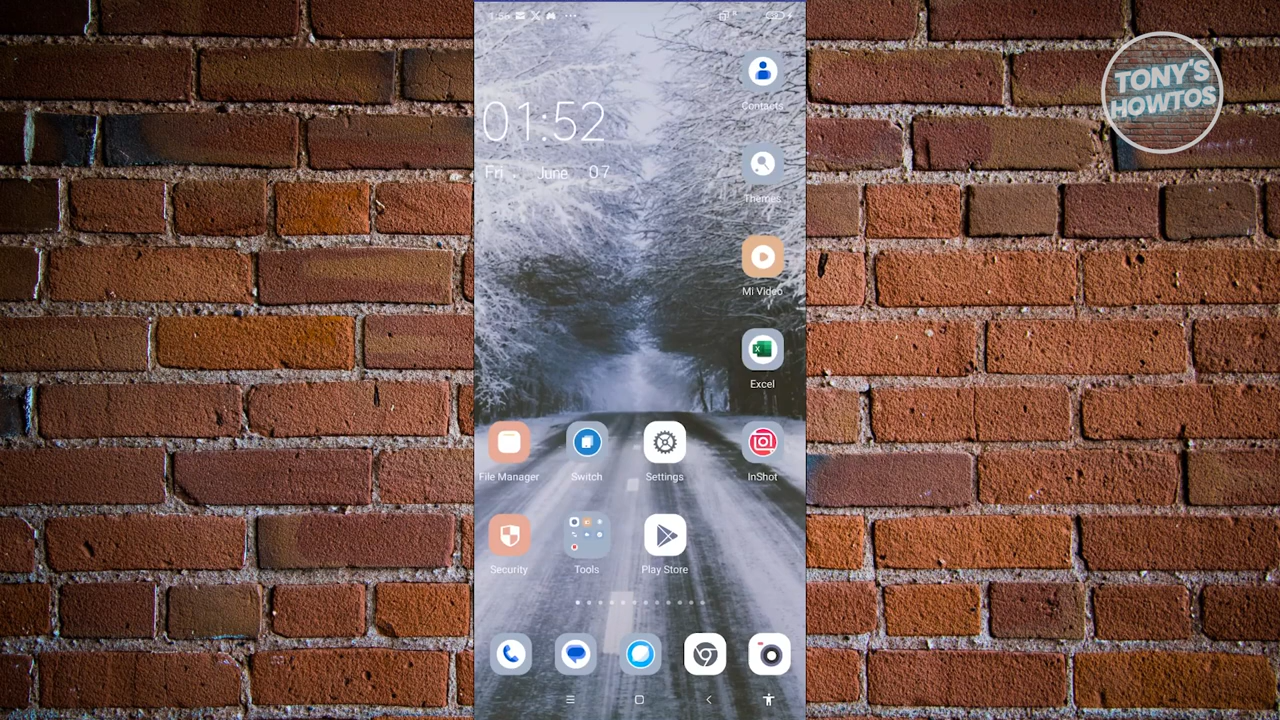 TONY'S
HOWTOS
Contacts
01:52
Fri . June 07
Themes
Mi Video
Excel
File Manager
Switch
Settings
InShot
Security
Tools
Play Store